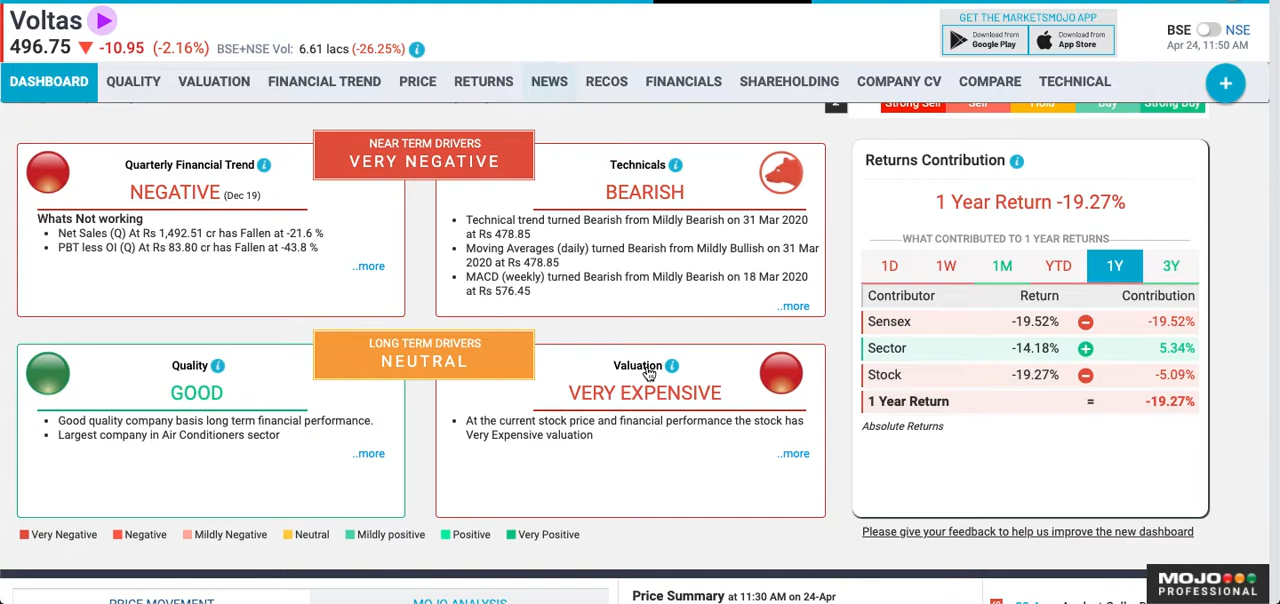 Voltas
496.75 -10.95 (-2.16%) BSE+NSE Vol: 6.61 lacs (-26.25%) i
GET THE MARKETSMOJO APP
Download from Google Play
Download from App Store
BSE NSE
Apr 24, 11:50 AM
DASHBOARD QUALITY VALUATION FINANCIAL TREND PRICE RETURNS NEWS RECOS FINANCIALS SHAREHOLDING COMPANY CV COMPARE TECHNICAL +
Strong Sell Sell Hold Buy Strong Buy
NEAR TERM DRIVERS
VERY NEGATIVE
Quarterly Financial Trend i
NEGATIVE (Dec 19)
Whats Not working
• Net Sales (Q) At Rs 1,492.51 cr has Fallen at -21.6 %
• PBT less OI (Q) At Rs 83.80 cr has Fallen at -43.8 %
..more
Technicals i
BEARISH
• Technical trend turned Bearish from Mildly Bearish on 31 Mar 2020
at Rs 478.85
• Moving Averages (daily) turned Bearish from Mildly Bullish on 31 Mar
2020 at Rs 478.85
• MACD (weekly) turned Bearish from Mildly Bearish on 18 Mar 2020
at Rs 576.45
..more
LONG TERM DRIVERS
NEUTRAL
Quality i
GOOD
• Good quality company basis long term financial performance.
• Largest company in Air Conditioners sector
..more
Valuation i
VERY EXPENSIVE
• At the current stock price and financial performance the stock has
Very Expensive valuation
..more
Very Negative Negative Mildly Negative Neutral Mildly positive Positive Very Positive
Returns Contribution i
1 Year Return -19.27%
WHAT CONTRIBUTED TO 1 YEAR RETURNS
1D 1W 1M YTD 1Y 3Y
Contributor Return Contribution
Sensex -19.52% -19.52%
Sector -14.18% 5.34%
Stock -19.27% -5.09%
1 Year Return = -19.27%
Absolute Returns
Please give your feedback to help us improve the new dashboard
MOJO
PROFESSIONAL
PRICE MOVEMENT MOJO ANALYSIS
Price Summary at 11:30 AM on 24-Apr